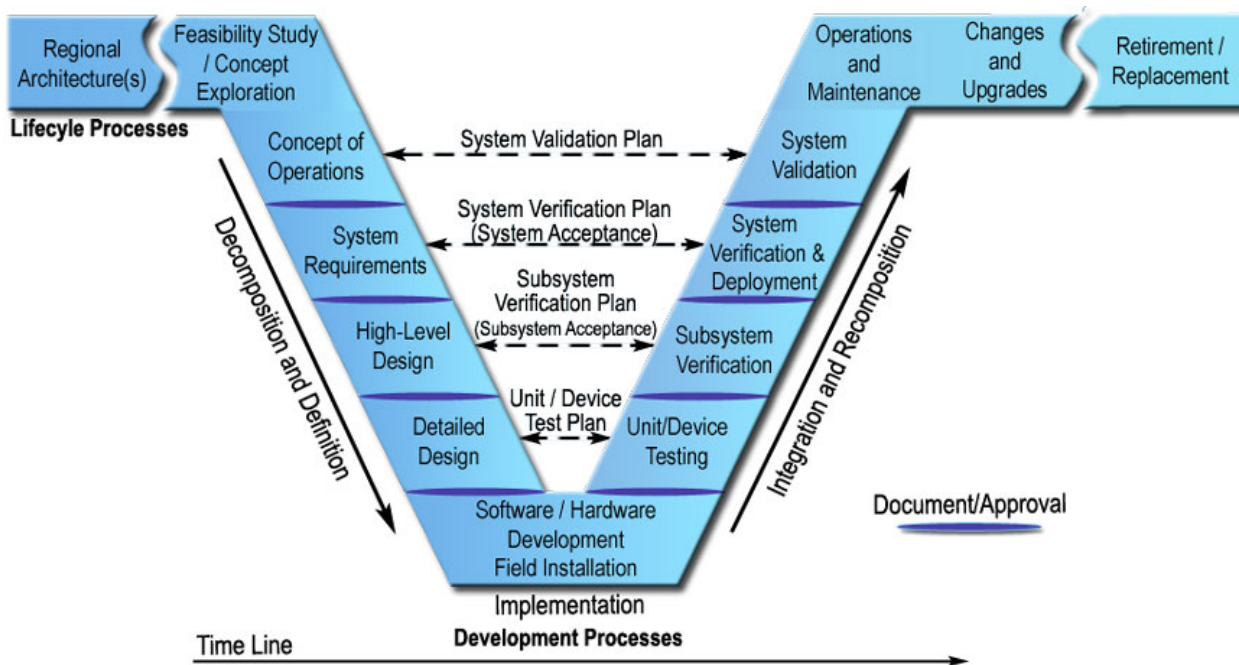 Regional
Architecture(s)
Feasibility Study
/ Concept
Exploration
Operations
and
Maintenance
Changes
and
Upgrades
Retirement /
Replacement
Lifecyle Processes
Concept of
Operations
System Validation Plan
System
Validation
System
Requirements
System Verification Plan
(System Acceptance)
System
Verification &
Deployment
High-Level
Design
Subsystem
Verification Plan
(Subsystem Acceptance)
Subsystem
Verification
Detailed
Design
Unit / Device
Test Plan
Unit/Device
Testing
Decomposition and Definition
Integration and Recomposition
Software / Hardware
Development
Field Installation
Document/Approval
Implementation
Development Processes
Time Line